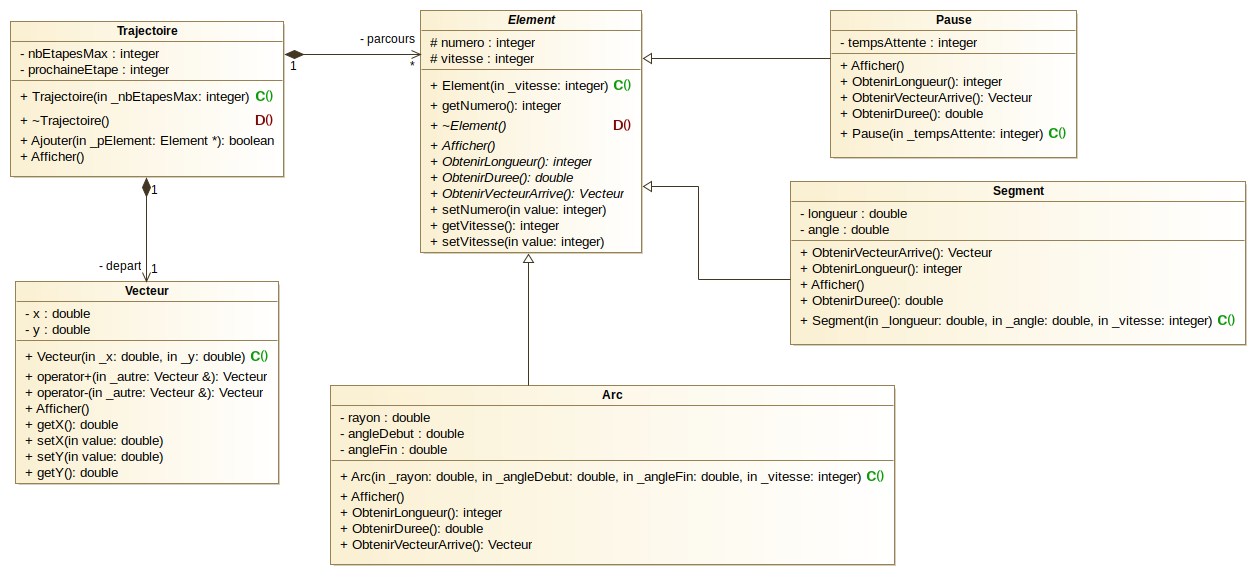 Trajectoire
- nbEtapesMax : integer
- prochaineEtape : integer
+ Trajectoire(in _nbEtapesMax: integer) C()
+ ~Trajectoire() D()
+ Ajouter(in _pElement: Element *): boolean
+ Afficher()
1
- parcours
*
1
- depart
1
Element
# numero : integer
# vitesse : integer
+ Element(in _vitesse: integer) C()
+ getNumero(): integer
+ ~Element() D()
+ Afficher()
+ ObtenirLongueur(): integer
+ ObtenirDuree(): double
+ ObtenirVecteurArrive(): Vecteur
+ setNumero(in value: integer)
+ getVitesse(): integer
+ setVitesse(in value: integer)
Pause
- tempsAttente : integer
+ Afficher()
+ ObtenirLongueur(): integer
+ ObtenirVecteurArrive(): Vecteur
+ ObtenirDuree(): double
+ Pause(in _tempsAttente: integer) C()
Segment
- longueur : double
- angle : double
+ ObtenirVecteurArrive(): Vecteur
+ ObtenirLongueur(): integer
+ Afficher()
+ ObtenirDuree(): double
+ Segment(in _longueur: double, in _angle: double, in _vitesse: integer) C()
Vecteur
- x : double
- y : double
+ Vecteur(in _x: double, in _y: double) C()
+ operator+(in _autre: Vecteur &): Vecteur
+ operator-(in _autre: Vecteur &): Vecteur
+ Afficher()
+ getX(): double
+ setX(in value: double)
+ setY(in value: double)
+ getY(): double
Arc
- rayon : double
- angleDebut : double
- angleFin : double
+ Arc(in _rayon: double, in _angleDebut: double, in _angleFin: double, in _vitesse: integer) C()
+ Afficher()
+ ObtenirLongueur(): integer
+ ObtenirDuree(): double
+ ObtenirVecteurArrive(): Vecteur